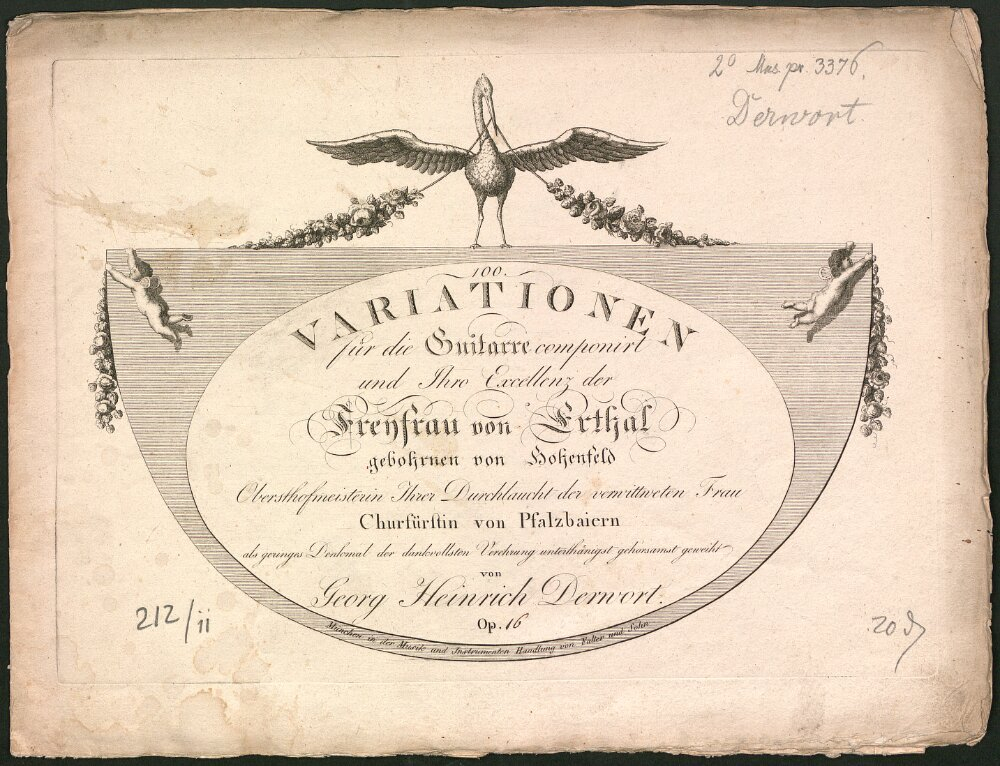 2° Mus. pr. 3376.
Derwort
100.
VARIATIONEN
für die Guitarre componirt
und Ihro Excellenz der
Freyfrau von Erthal
gebohrnen von Hohenfeld
Obersthofmeisterin Ihrer Durchlaucht der verwittweten Frau
Churfürstin von Pfalzbaiern
als geringes Denkmal der dankvollsten Verehrung unterthänigst gehorsamst geweiht
von
Georg Heinrich Derwort.
Op. 16
München in der Musik und Instrumenten Handlung von Falter und Sohn
212/ii